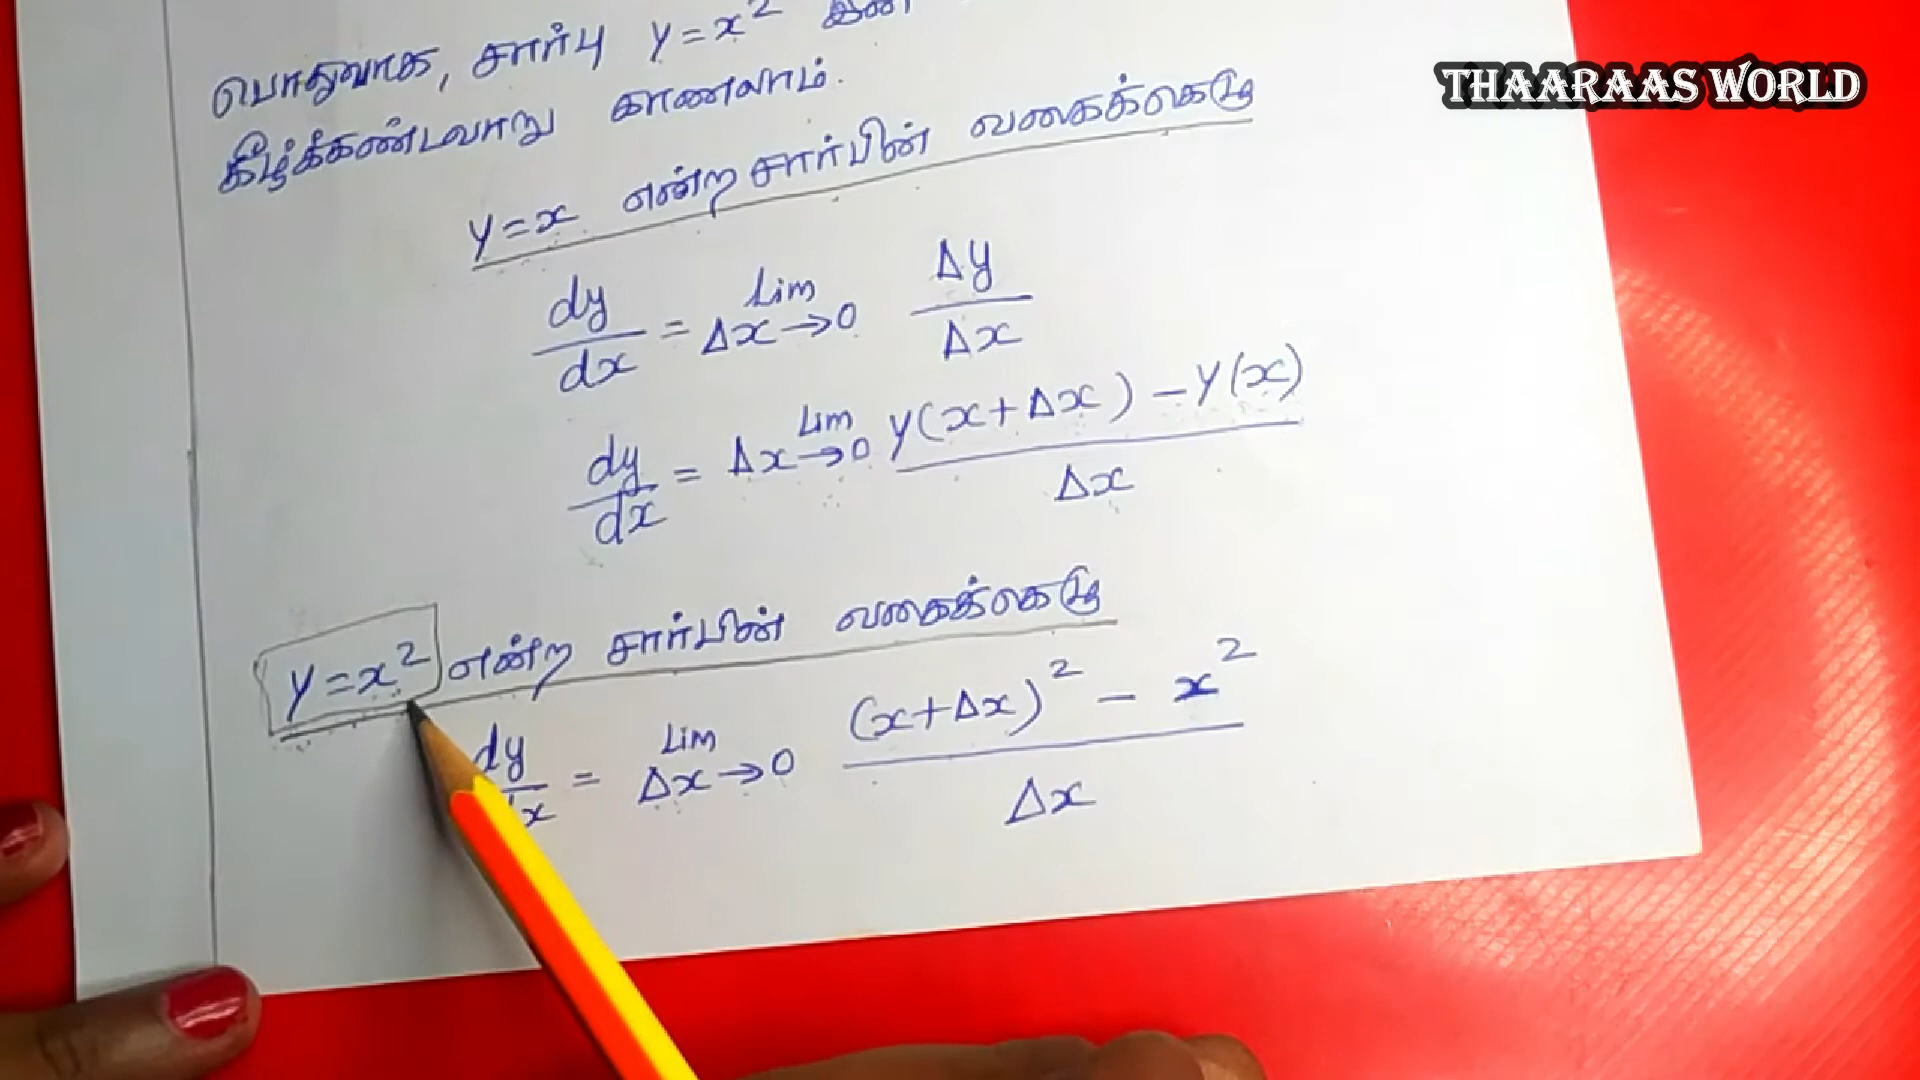 பொதுவாக, சார்பு y = x² இன்
கீழ்க்கண்டவாறு காணலாம்.
THAARAAS WORLD
y = x என்ற சார்பின் வகைக்கெழு
dy/dx = Lim Δx→0 Δy/Δx
dy/dx = Lim Δx→0 y(x+Δx) − y(x)/Δx
y = x² என்ற சார்பின் வகைக்கெழு
dy/dx = Lim Δx→0 (x+Δx)² − x²/Δx